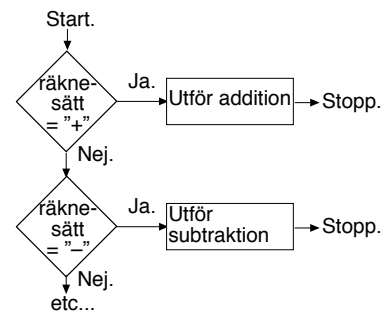 Start.
räkne-
sätt
= ”+”
Ja.
Utför addition
Stopp.
Nej.
räkne-
sätt
= ”–”
Ja.
Utför
subtraktion
Stopp.
Nej.
etc...